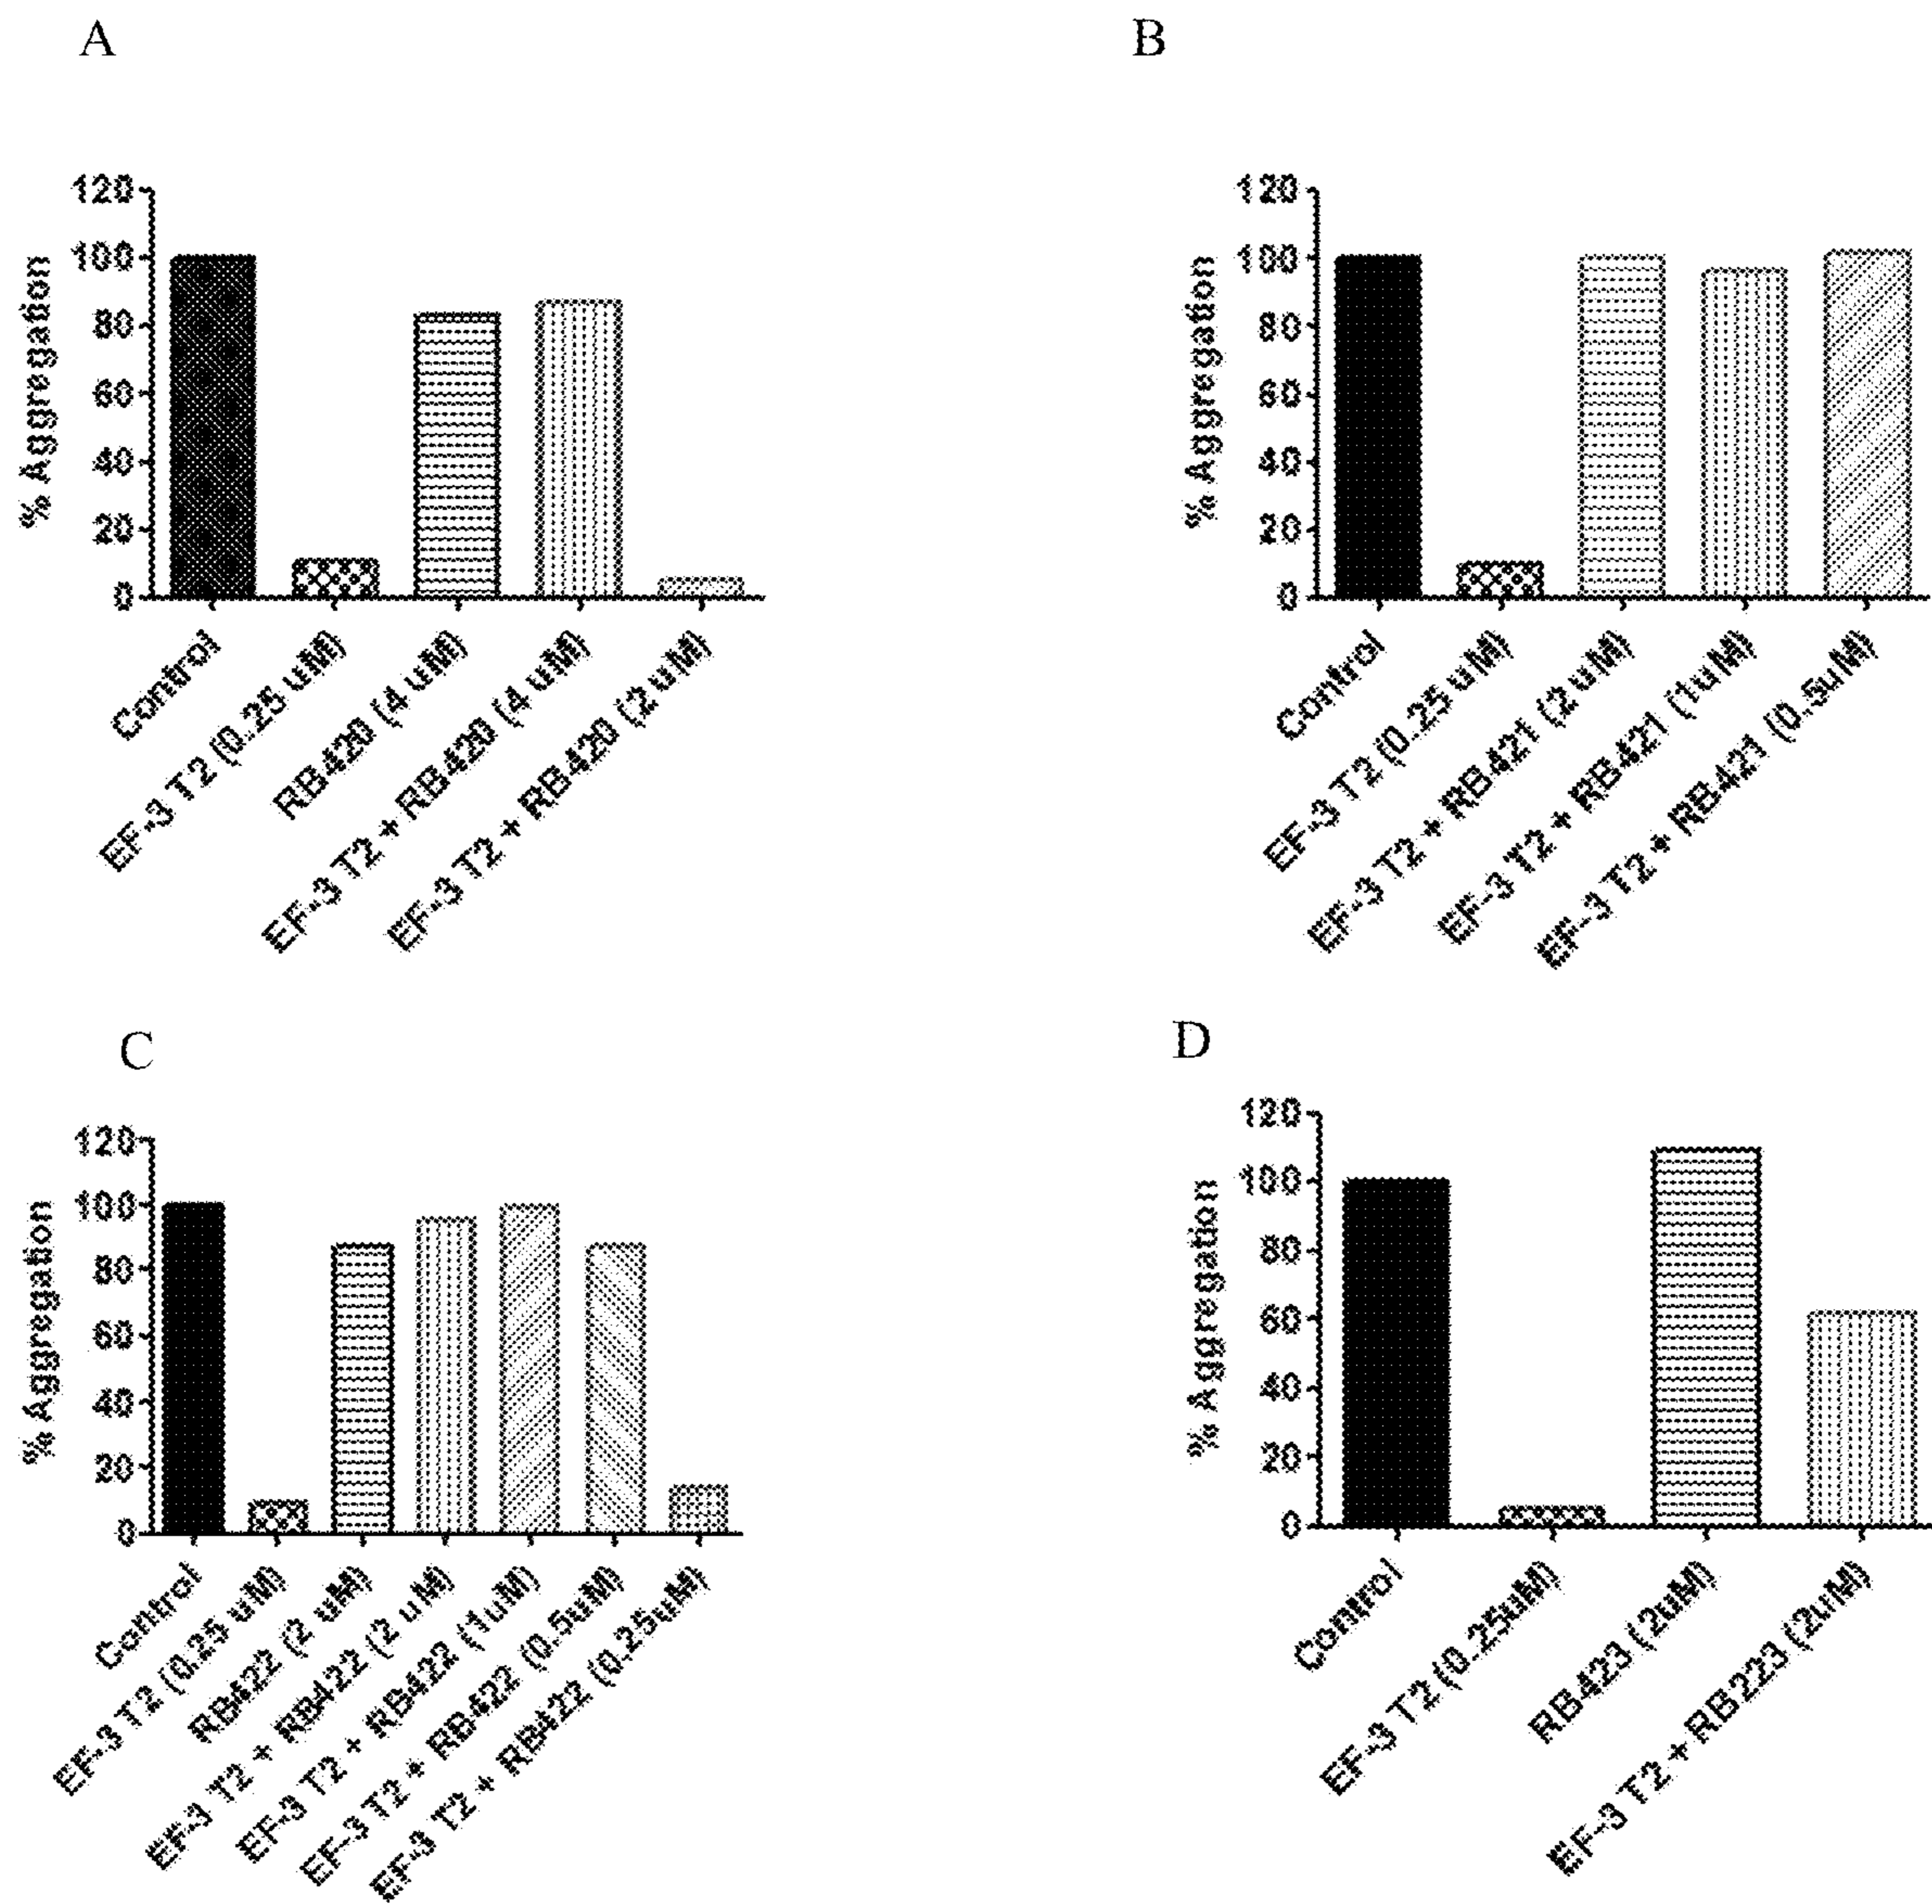 A
120
100
80
60
40
20
0
% Aggregation
Control
EF-3 T2 (0.25 uM)
RB420 (4 uM)
EF-3 T2 + RB420 (4 uM)
EF-3 T2 + RB420 (2 uM)
B
120
100
80
60
40
20
0
% Aggregation
Control
EF-3 T2 (0.25 uM)
EF-3 T2 + RB421 (2 uM)
EF-3 T2 + RB421 (1uM)
EF-3 T2 + RB421 (0.5uM)
C
120
100
80
60
40
20
0
% Aggregation
Control
EF-3 T2 (0.25 uM)
RB422 (2 uM)
EF-3 T2 + RB422 (2 uM)
EF-3 T2 + RB422 (1uM)
EF-3 T2 + RB422 (0.5uM)
EF-3 T2 + RB422 (0.25uM)
D
120
100
80
60
40
20
0
% Aggregation
Control
EF-3 T2 (0.25uM)
RB423 (2uM)
EF-3 T2 + RB223 (2uM)